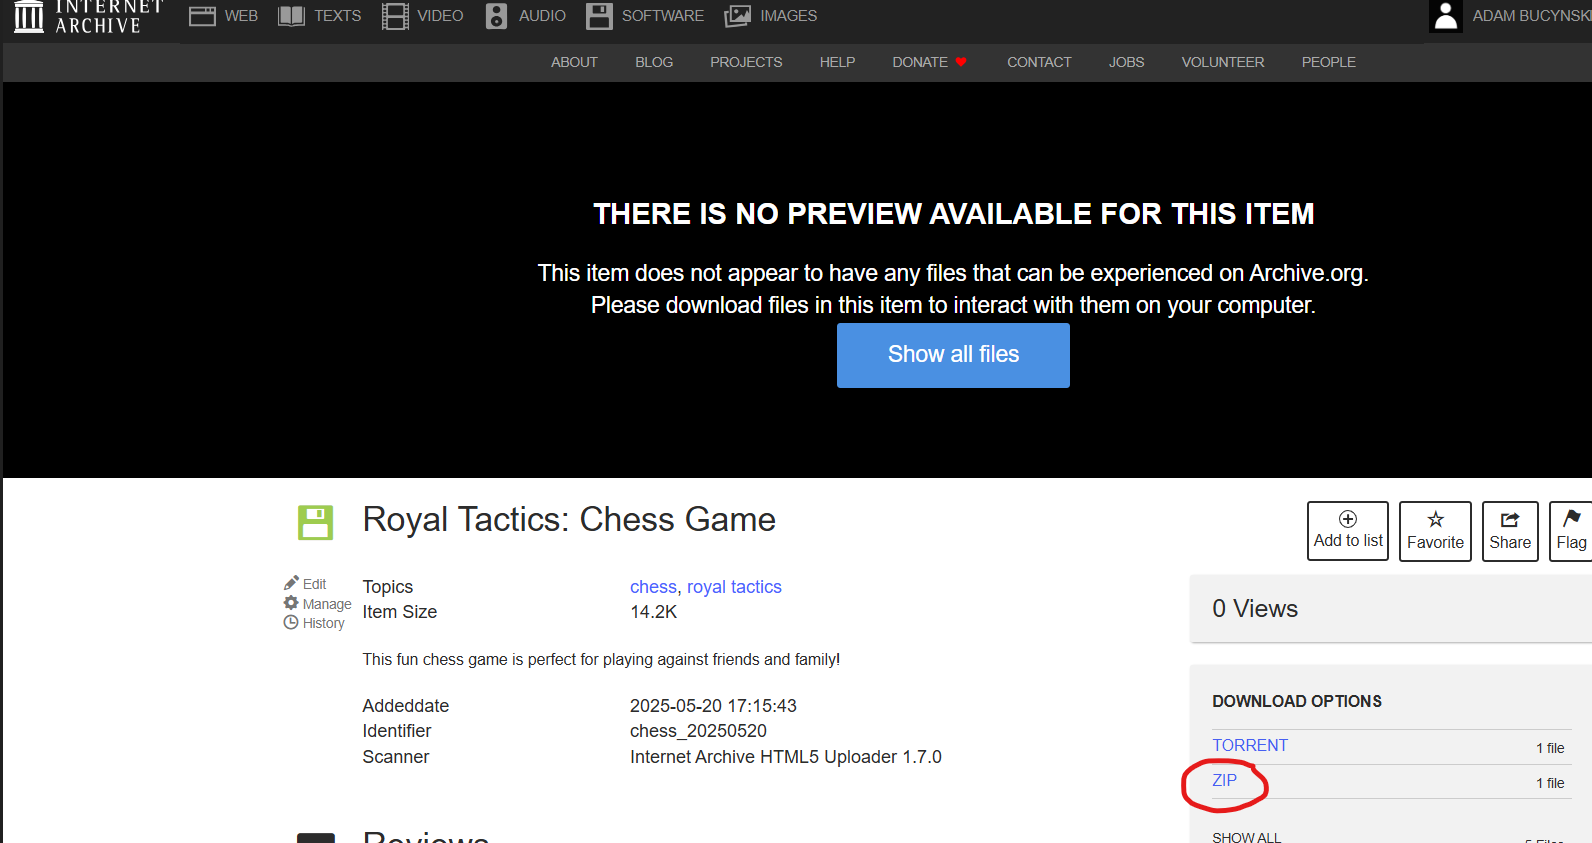 INTERNET
ARCHIVE
WEB
TEXTS
VIDEO
AUDIO
SOFTWARE
IMAGES
ADAM BUCYNSKI
ABOUT
BLOG
PROJECTS
HELP
DONATE
CONTACT
JOBS
VOLUNTEER
PEOPLE
THERE IS NO PREVIEW AVAILABLE FOR THIS ITEM
This item does not appear to have any files that can be experienced on Archive.org.
Please download files in this item to interact with them on your computer.
Show all files
Royal Tactics: Chess Game
Add to list
Favorite
Share
Flag
Edit
Manage
History
Topics chess, royal tactics
Item Size 14.2K
This fun chess game is perfect for playing against friends and family!
Addeddate 2025-05-20 17:15:43
Identifier chess_20250520
Scanner Internet Archive HTML5 Uploader 1.7.0
Reviews
0 Views
DOWNLOAD OPTIONS
TORRENT 1 file
ZIP 1 file
SHOW ALL 5 Files